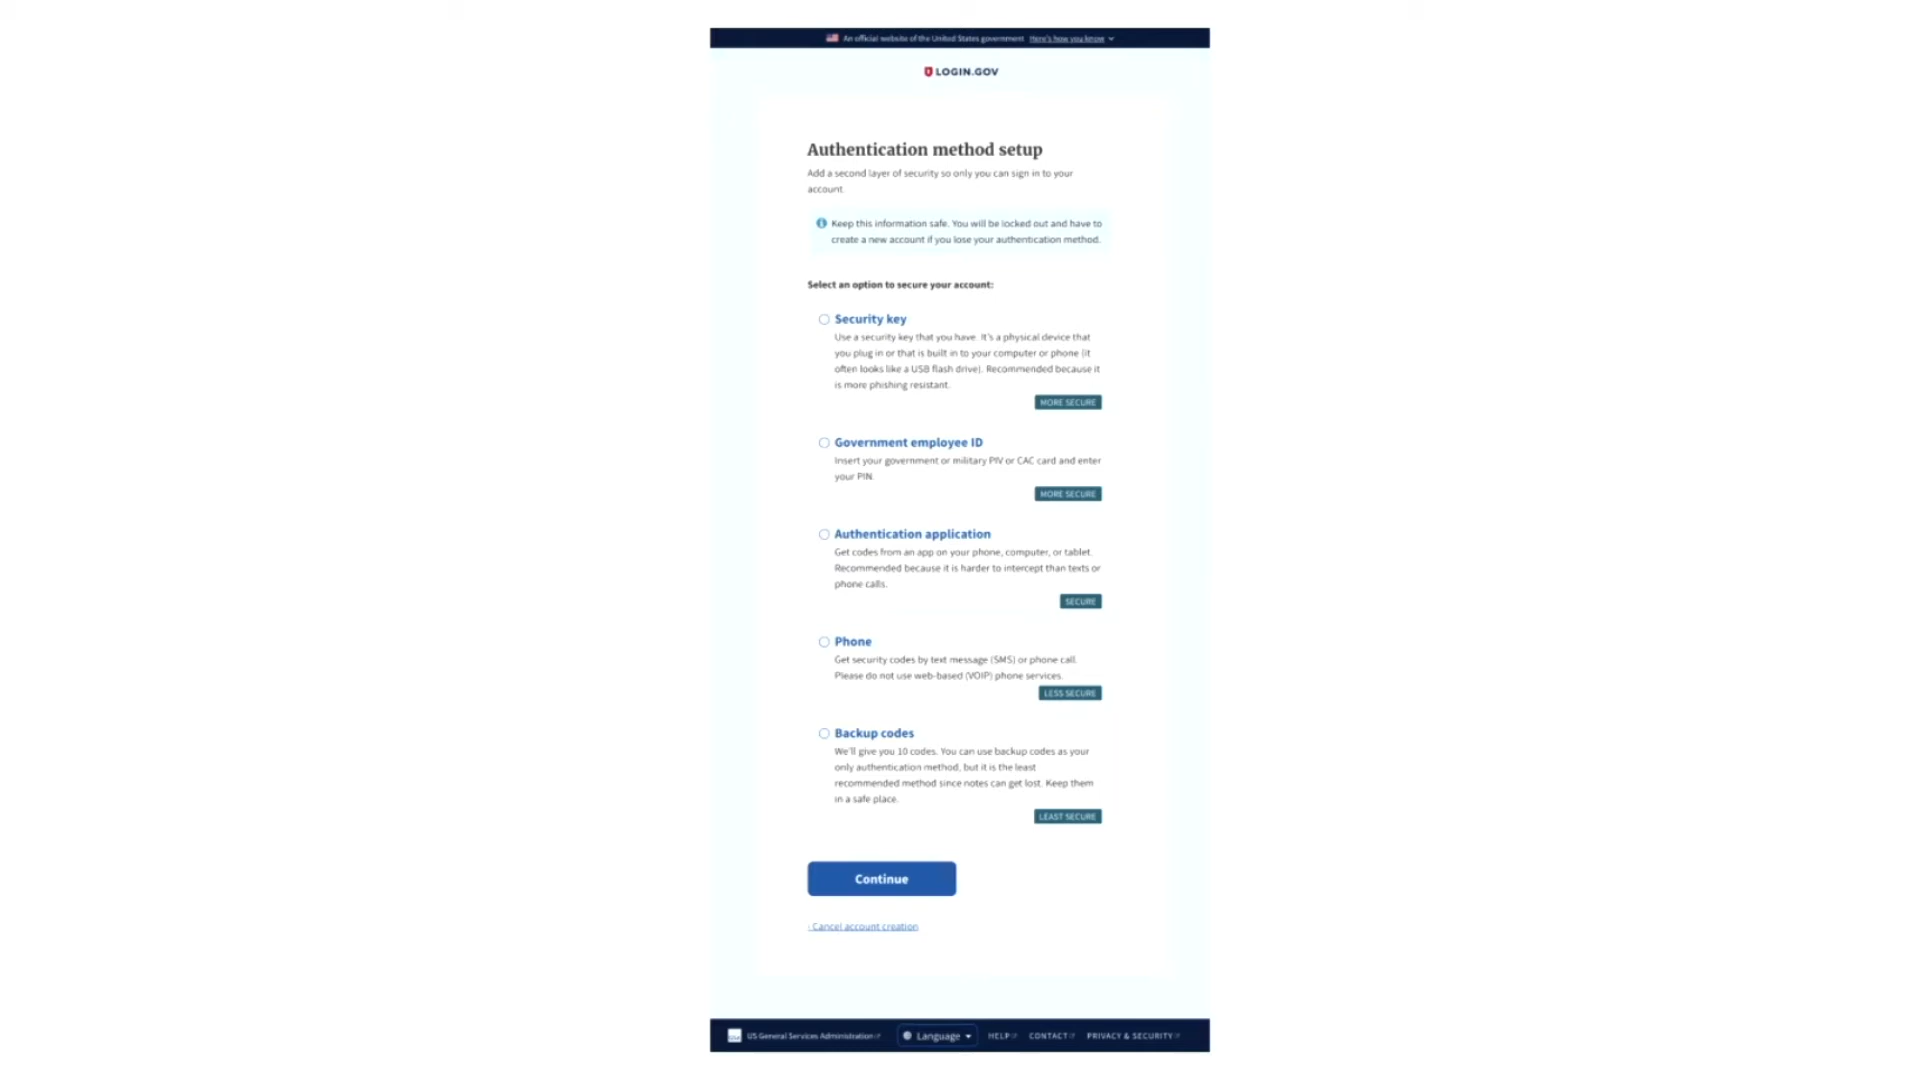 An official website of the United States government Here's how you know
LOGIN.GOV
Authentication method setup
Add a second layer of security so only you can sign in to your
account.
Keep this information safe. You will be locked out and have to
create a new account if you lose your authentication method.
Select an option to secure your account:
Security key
Use a security key that you have. It's a physical device that
you plug in or that is built in to your computer or phone (it
often looks like a USB flash drive). Recommended because it
is more phishing resistant.
MORE SECURE
Government employee ID
Insert your government or military PIV or CAC card and enter
your PIN.
MORE SECURE
Authentication application
Get codes from an app on your phone, computer, or tablet.
Recommended because it is harder to intercept than texts or
phone calls.
SECURE
Phone
Get security codes by text message (SMS) or phone call.
Please do not use web-based (VOIP) phone services.
LESS SECURE
Backup codes
We'll give you 10 codes. You can use backup codes as your
only authentication method, but it is the least
recommended method since notes can get lost. Keep them
in a safe place.
LEAST SECURE
Continue
‹ Cancel account creation
GSA US General Services Administration Language HELP CONTACT PRIVACY & SECURITY